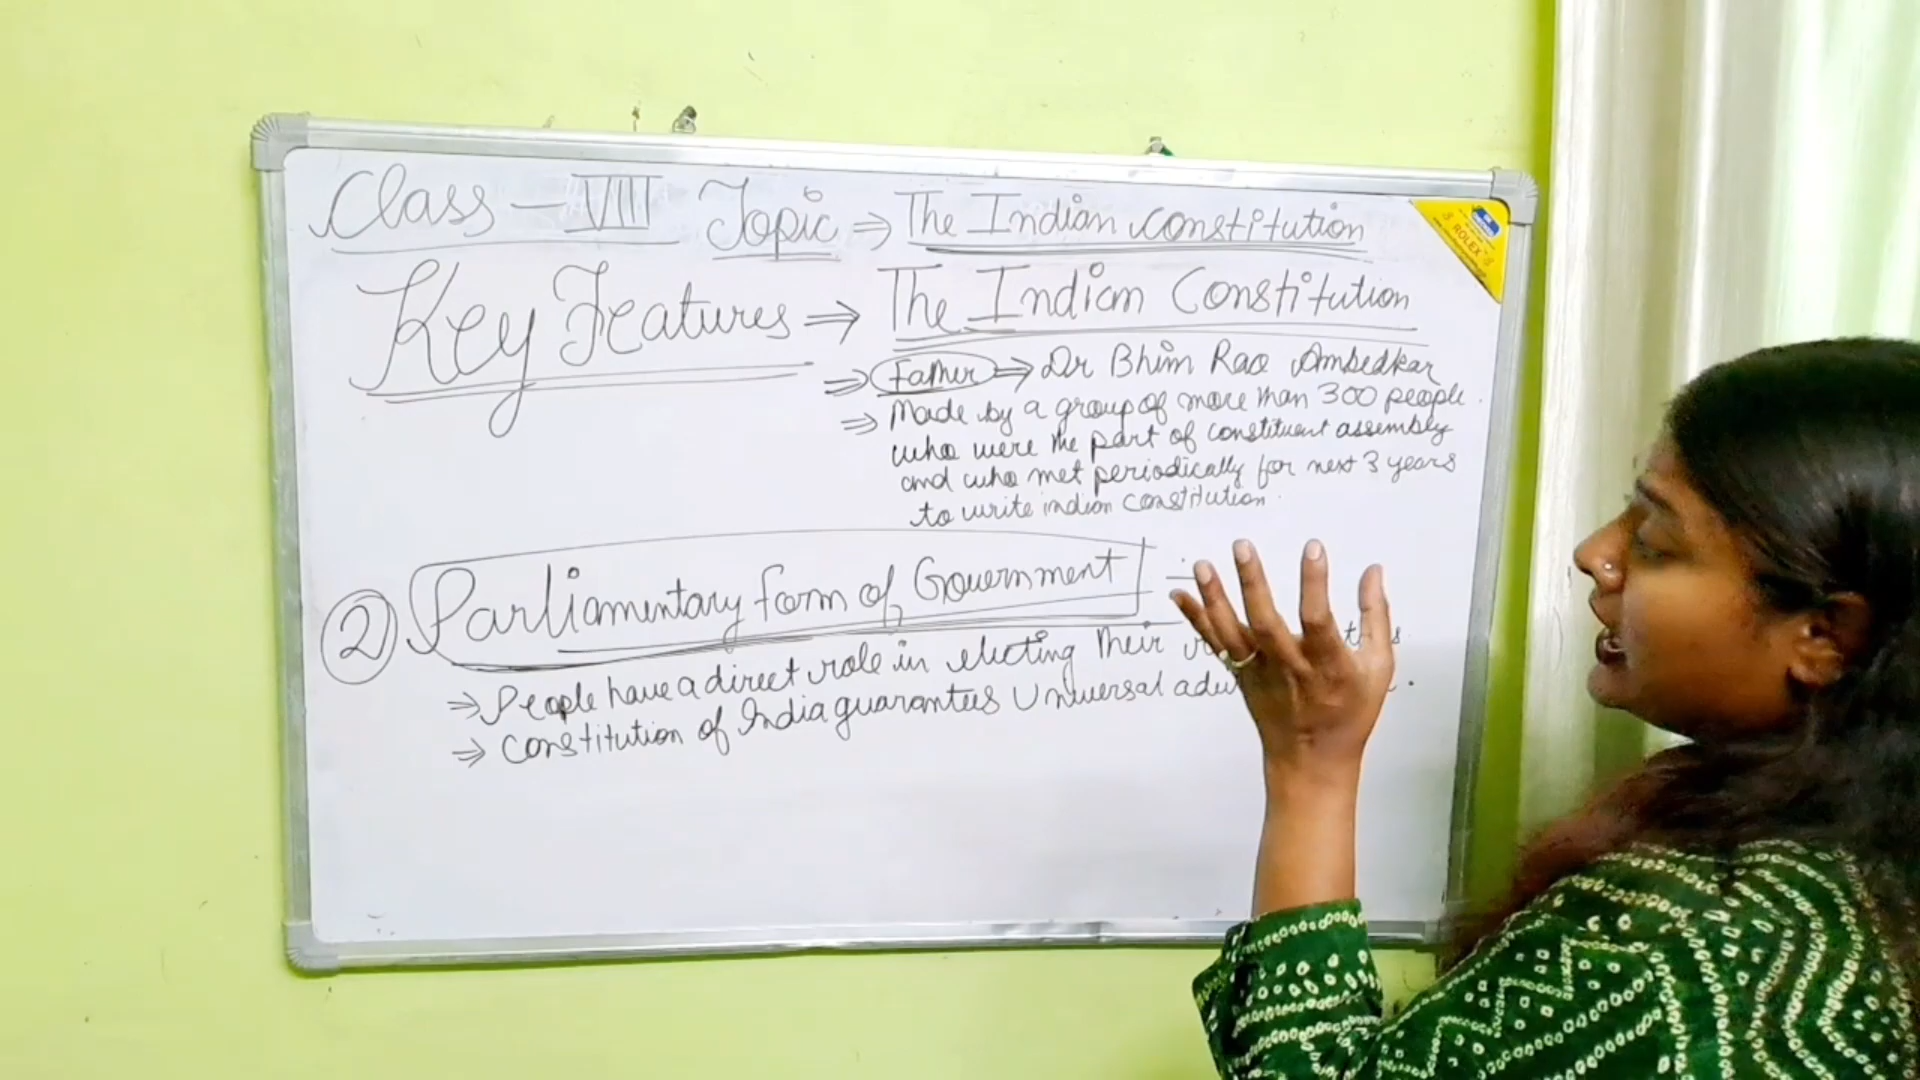 Class - VIII Topic ⇒ The Indian constitution
Key Features ⇒ The Indian Constitution
⇒ Father ⇒ Dr Bhim Rao Ambedkar
⇒ Made by a group of more than 300 people
who were the part of constituent assembly
and who met periodically for next 3 years
to write indian constitution.
② Parliamentary form of Government
⇒ People have a direct role in electing their
⇒ Constitution of India guarantees Universal
ROLEX